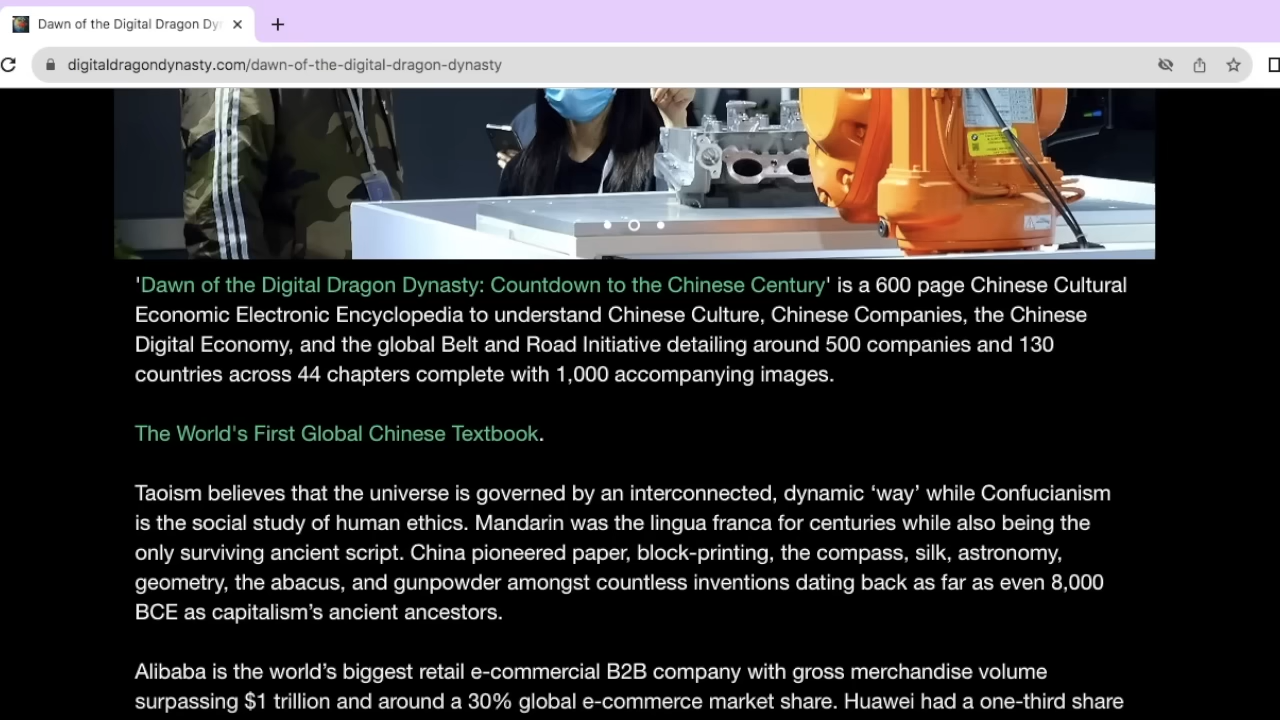 Dawn of the Digital Dragon Dy
digitaldragondynasty.com/dawn-of-the-digital-dragon-dynasty
'Dawn of the Digital Dragon Dynasty: Countdown to the Chinese Century' is a 600 page Chinese Cultural
Economic Electronic Encyclopedia to understand Chinese Culture, Chinese Companies, the Chinese
Digital Economy, and the global Belt and Road Initiative detailing around 500 companies and 130
countries across 44 chapters complete with 1,000 accompanying images.
The World's First Global Chinese Textbook.
Taoism believes that the universe is governed by an interconnected, dynamic ‘way’ while Confucianism
is the social study of human ethics. Mandarin was the lingua franca for centuries while also being the
only surviving ancient script. China pioneered paper, block-printing, the compass, silk, astronomy,
geometry, the abacus, and gunpowder amongst countless inventions dating back as far as even 8,000
BCE as capitalism’s ancient ancestors.
Alibaba is the world’s biggest retail e-commercial B2B company with gross merchandise volume
surpassing $1 trillion and around a 30% global e-commerce market share. Huawei had a one-third share